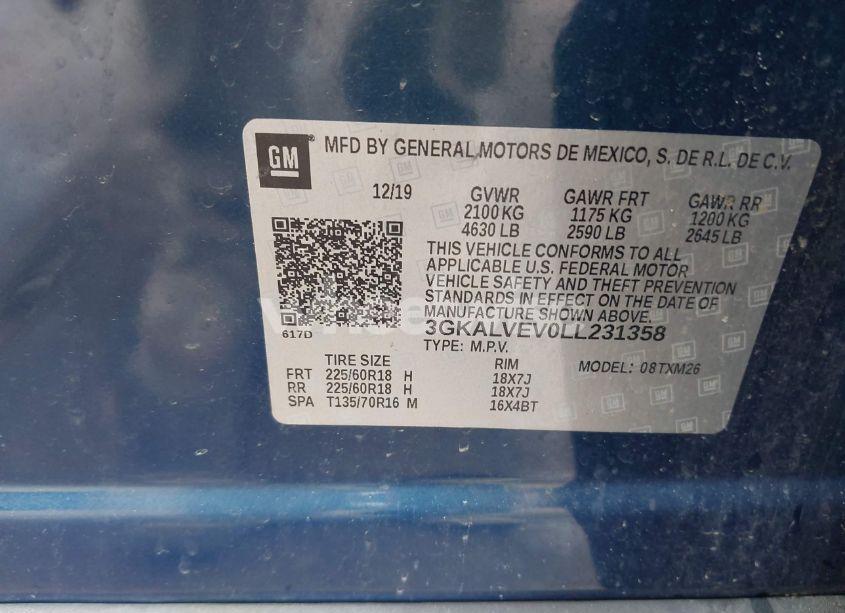 GM® MFD BY GENERAL MOTORS DE MEXICO, S. DE R.L. DE C.V.
12/19 GVWR GAWR FRT GAWR RR
2100 KG 1175 KG 1200 KG
4630 LB 2590 LB 2645 LB
THIS VEHICLE CONFORMS TO ALL
APPLICABLE U.S. FEDERAL MOTOR
VEHICLE SAFETY AND THEFT PREVENTION
STANDARDS IN EFFECT ON THE DATE OF
MANUFACTURE SHOWN ABOVE.
617D 3GKALVEV0LL231358
TYPE: M.P.V.
TIRE SIZE RIM MODEL: 08TXM26
FRT 225/60R18 H 18X7J
RR 225/60R18 H 18X7J
SPA T135/70R16 M 16X4BT